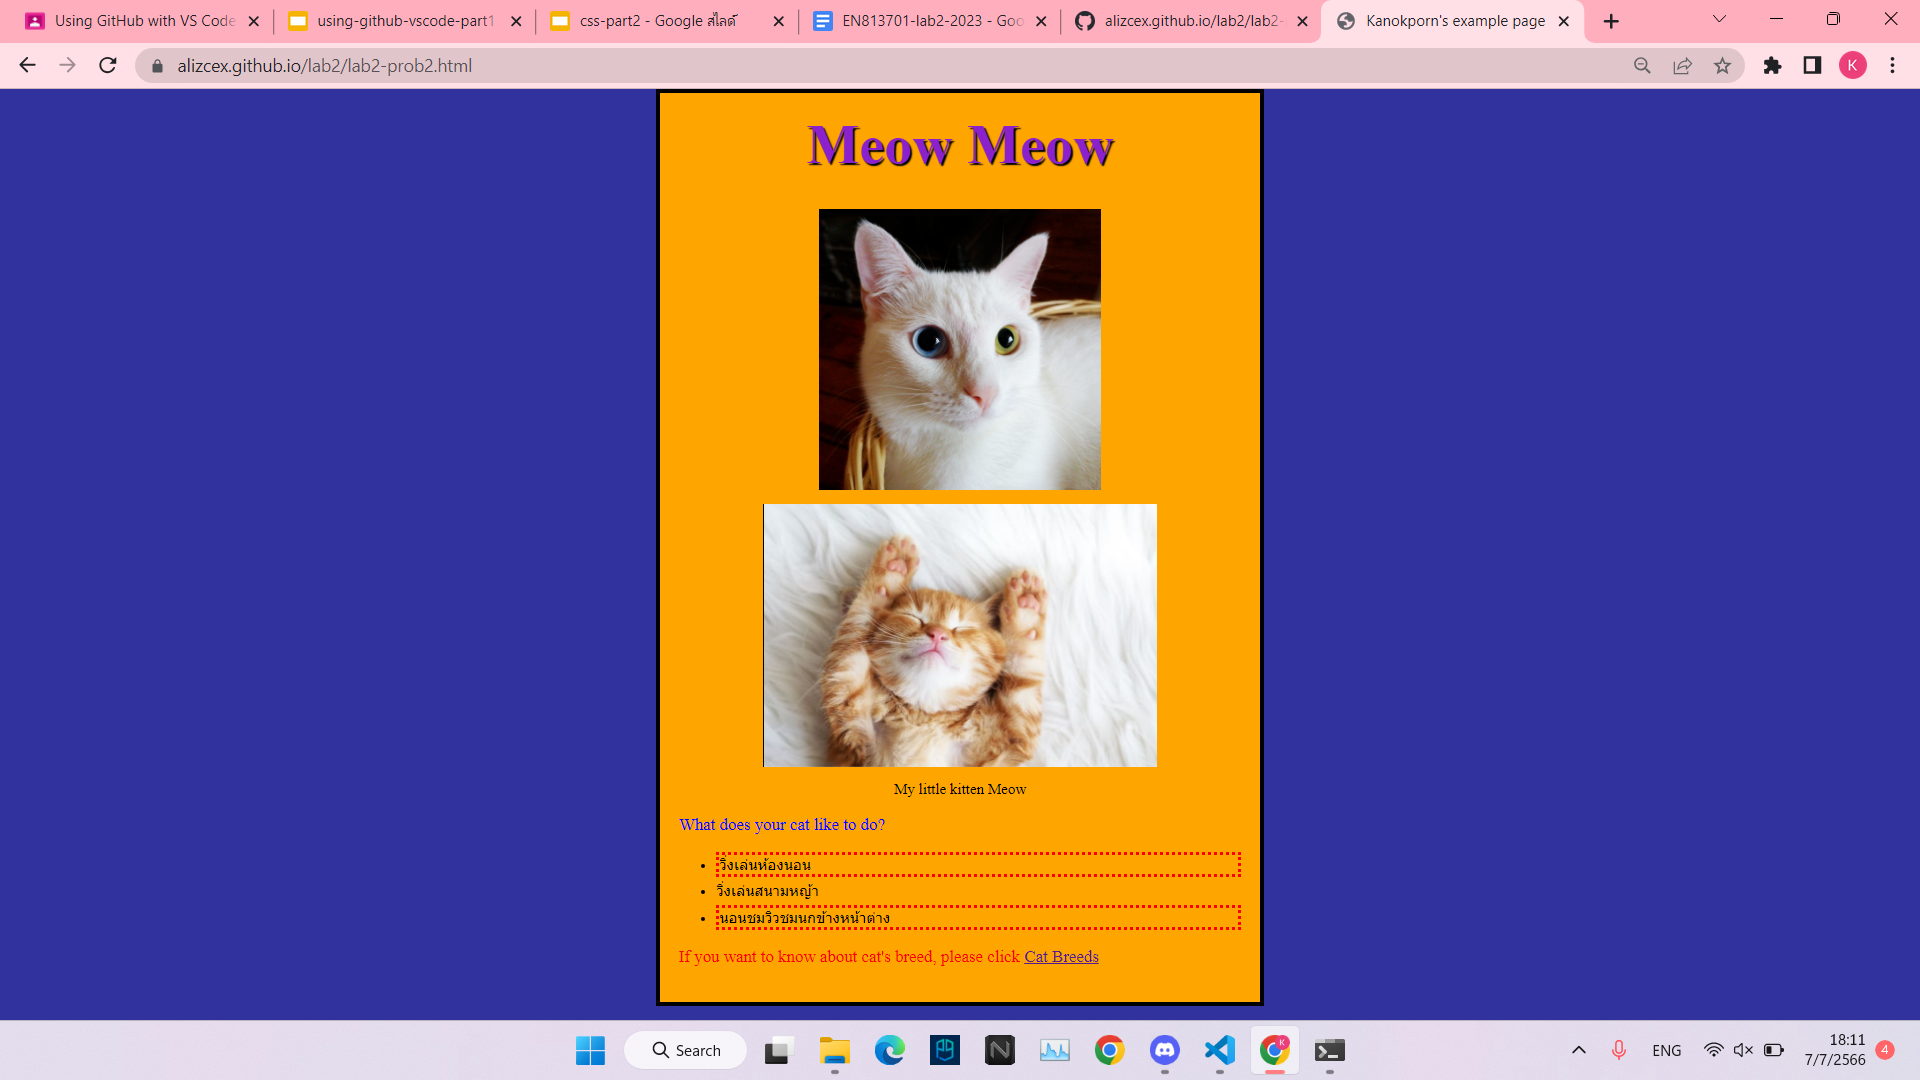 Using GitHub with VS Code
using-github-vscode-part1
css-part2 - Google สไลด์
EN813701-lab2-2023 - Goo
alizcex.github.io/lab2/lab2-
Kanokporn's example page
alizcex.github.io/lab2/lab2-prob2.html
K
Meow Meow
My little kitten Meow
What does your cat like to do?
วิ่งเล่นห้องนอน
วิ่งเล่นสนามหญ้า
นอนชมวิวชมนกข้างหน้าต่าง
If you want to know about cat's breed, please click Cat Breeds
Search
ENG
18:11
7/7/2566
4